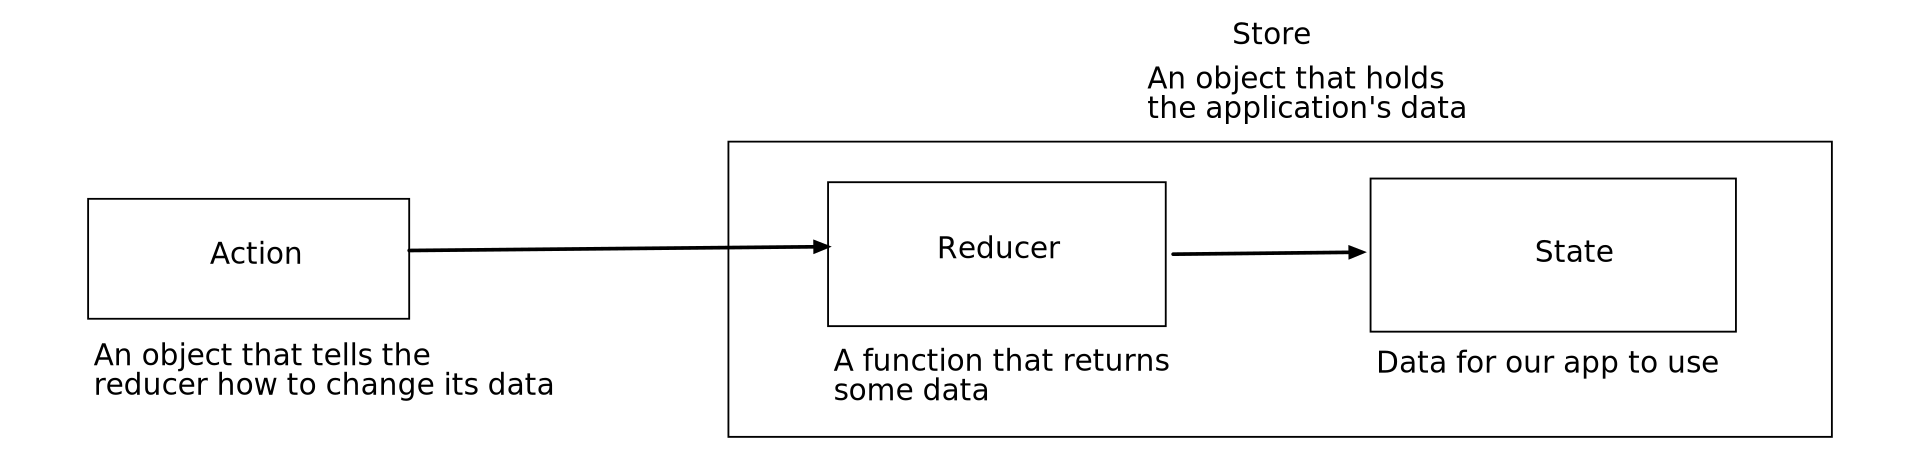 Store
An object that holds
the application's data
Action
An object that tells the
reducer how to change its data
Reducer
A function that returns
some data
State
Data for our app to use